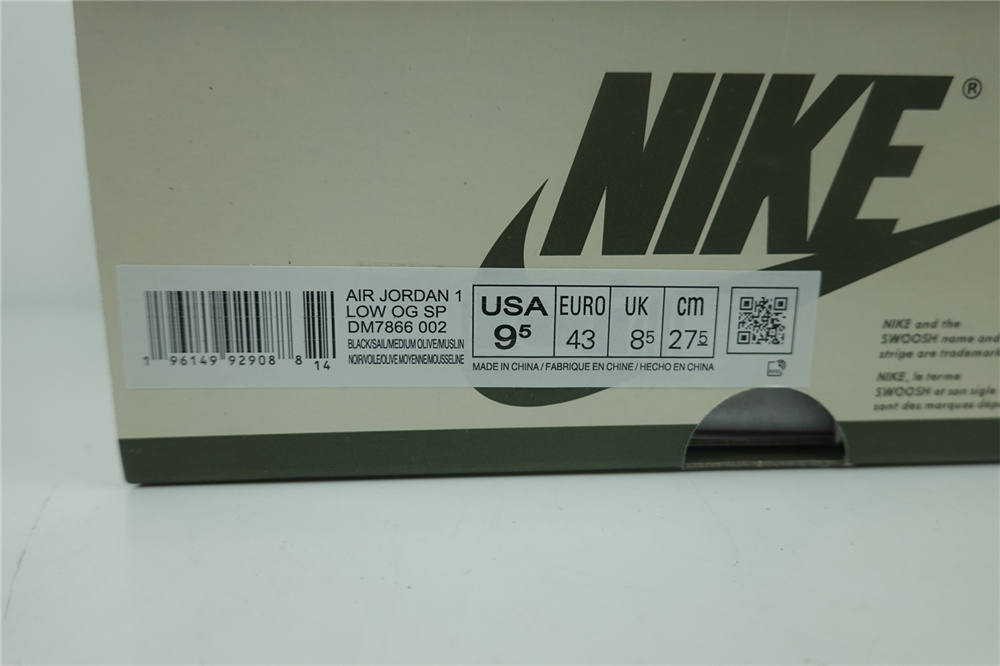 NIKE ®
AIR JORDAN 1
LOW OG SP
DM7866 002
BLACK/SAIL/MEDIUM OLIVE/MUSLIN
NOIR/VOILE/OLIVE MOYENNE/MOUSSELINE
1 96149 92908 8 14
USA EURO UK cm
9⁵ 43 8⁵ 27⁵
MADE IN CHINA / FABRIQUE EN CHINE / HECHO EN CHINA
NIKE and the
SWOOSH name and
stripe are trademar
NIKE, le terme
SWOOSH et son sigle
sont des marques dép